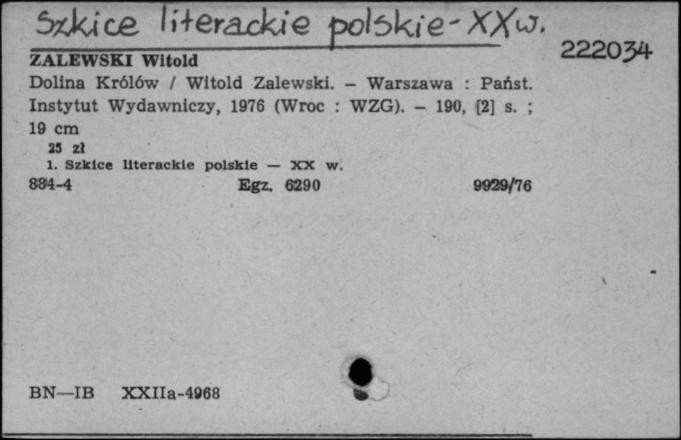 Szkice literackie polskie - XX w.
222034
ZALEWSKI Witold
Dolina Królów / Witold Zalewski. — Warszawa : Państ.
Instytut Wydawniczy, 1976 (Wroc : WZG). — 190, [2] s. ;
19 cm
25 zł
1. Szkice literackie polskie — XX w.
884-4 Egz. 6290 9929/76
BN—IB XXIIa-4968